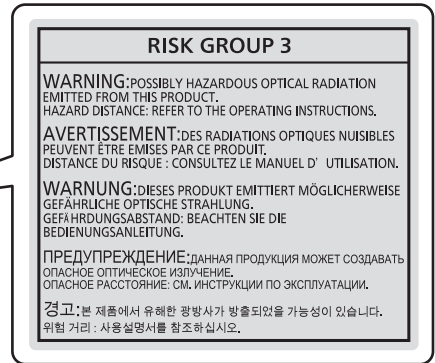 RISK GROUP 3
WARNING:POSSIBLY HAZARDOUS OPTICAL RADIATION
EMITTED FROM THIS PRODUCT.
HAZARD DISTANCE: REFER TO THE OPERATING INSTRUCTIONS.
AVERTISSEMENT:DES RADIATIONS OPTIQUES NUISIBLES
PEUVENT ÊTRE EMISES PAR CE PRODUIT.
DISTANCE DU RISQUE : CONSULTEZ LE MANUEL D' UTILISATION.
WARNUNG:DIESES PRODUKT EMITTIERT MÖGLICHERWEISE
GEFÄHRLICHE OPTISCHE STRAHLUNG.
GEFÄHRDUNGSABSTAND: BEACHTEN SIE DIE
BEDIENUNGSANLEITUNG.
ПРЕДУПРЕЖДЕНИЕ:ДАННАЯ ПРОДУКЦИЯ МОЖЕТ СОЗДАВАТЬ
ОПАСНОЕ ОПТИЧЕСКОЕ ИЗЛУЧЕНИЕ.
ОПАСНОЕ РАССТОЯНИЕ: СМ. ИНСТРУКЦИИ ПО ЭКСПЛУАТАЦИИ.
경고:본 제품에서 유해한 광방사가 방출되었을 가능성이 있습니다.
위험 거리 : 사용설명서를 참조하십시오.